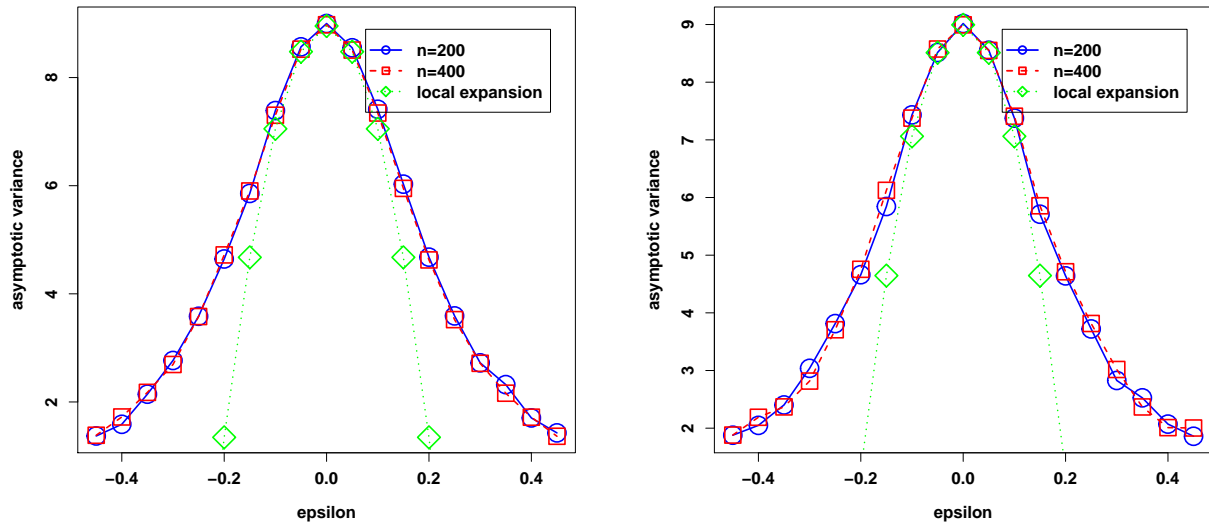 n=200
n=400
local expansion
asymptotic variance
8
6
4
2
−0.4
−0.2
0.0
0.2
0.4
epsilon
n=200
n=400
local expansion
asymptotic variance
9
8
7
6
5
4
3
2
−0.4
−0.2
0.0
0.2
0.4
epsilon